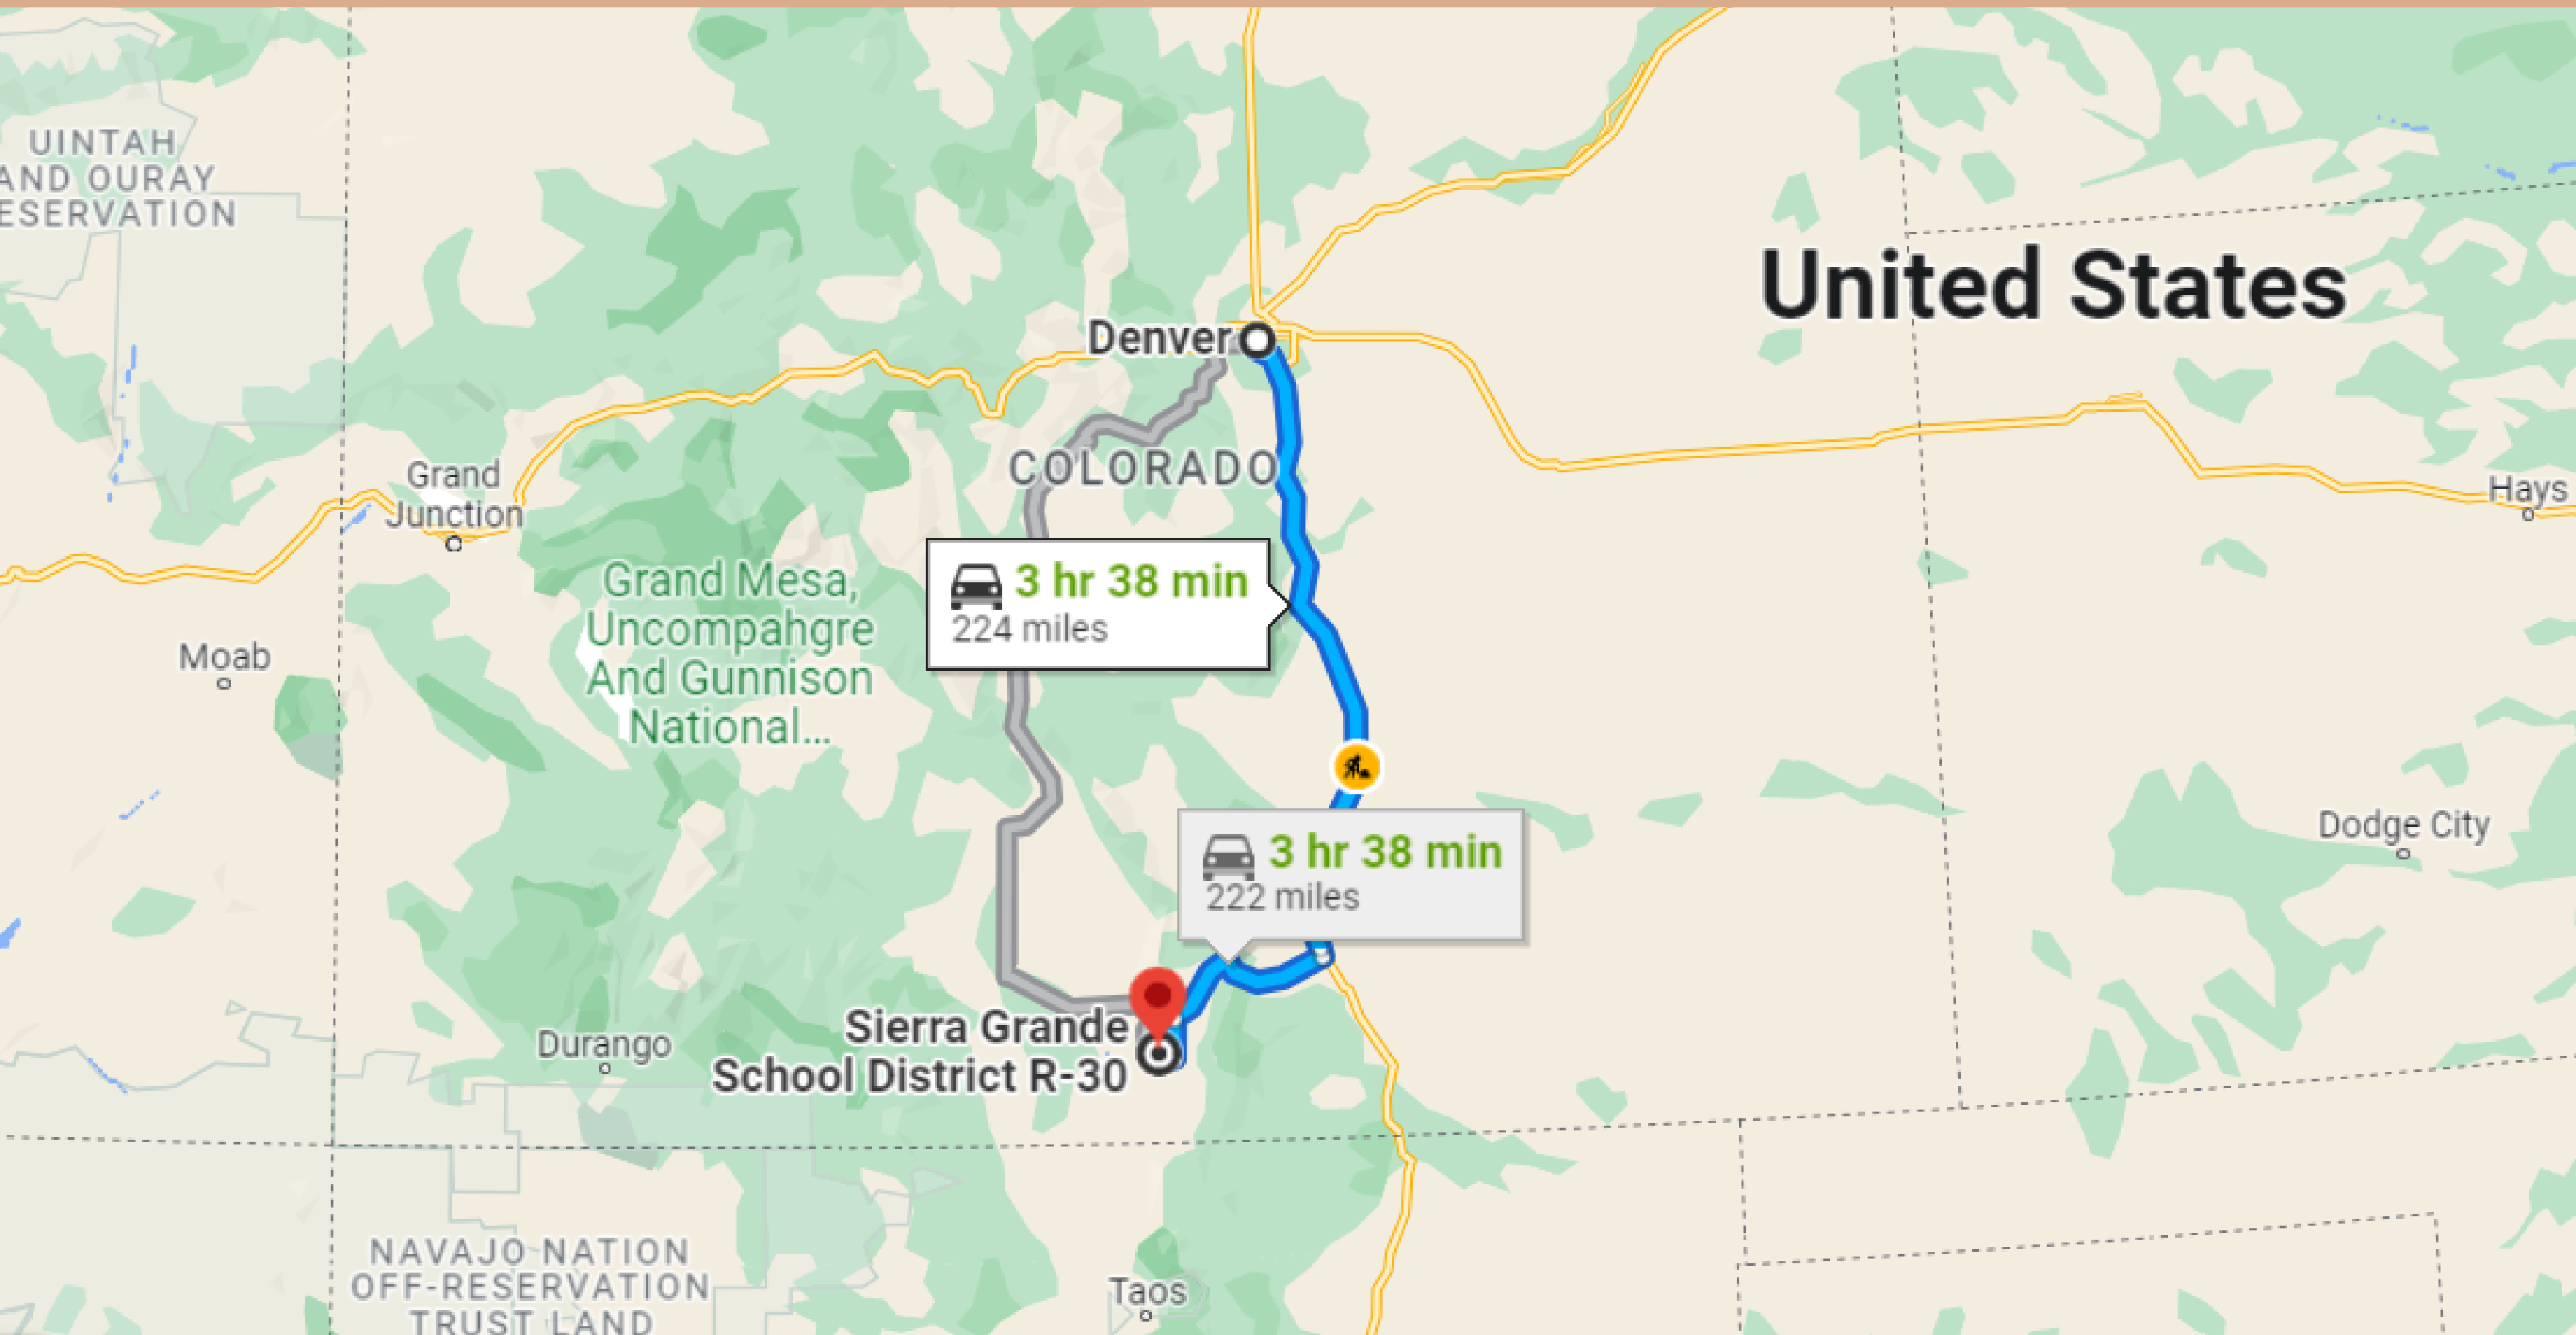 UINTAH
AND OURAY
ESERVATION
Denver
United States
COLORADO
Grand
Junction
Hays
3 hr 38 min
224 miles
Grand Mesa,
Uncompahgre
And Gunnison
National...
Moab
Dodge City
3 hr 38 min
222 miles
Sierra Grande
School District R-30
Durango
NAVAJO NATION
OFF-RESERVATION
TRUST LAND
Taos